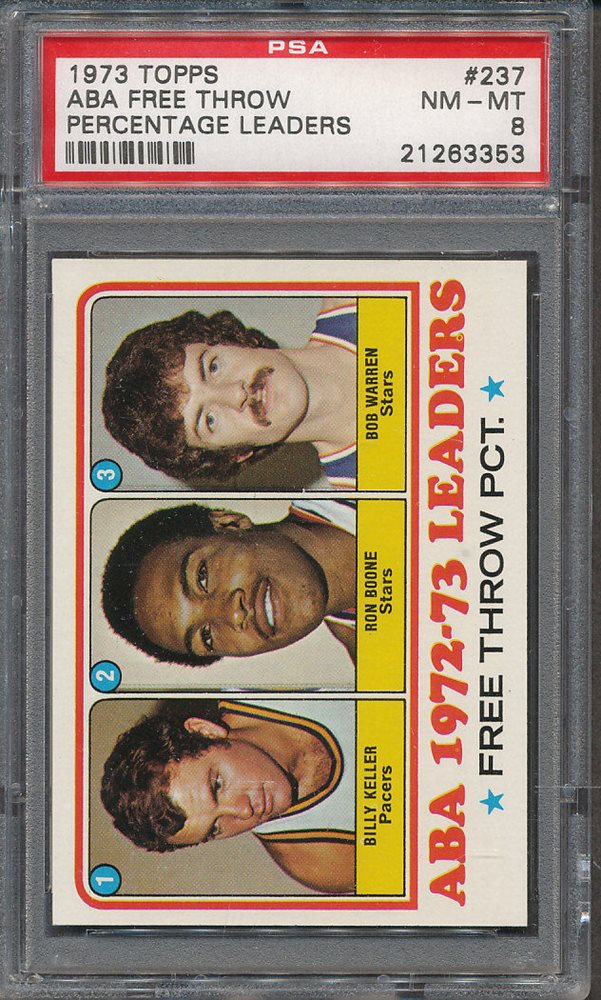 PSA
1973 TOPPS #237
ABA FREE THROW NM - MT
PERCENTAGE LEADERS 8
21263353
1
BILLY KELLER
Pacers
2
RON BOONE
Stars
3
BOB WARREN
Stars
ABA 1972-73 LEADERS
★ FREE THROW PCT. ★